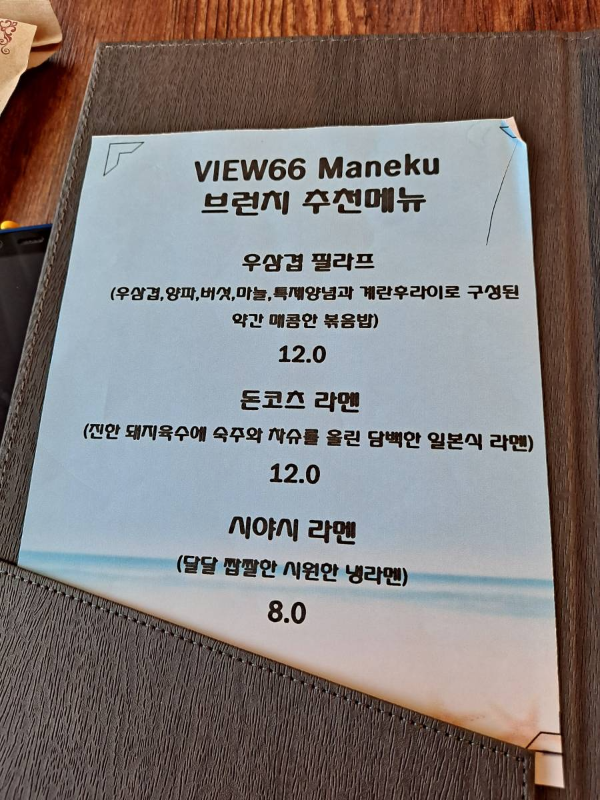 VIEW66 Maneku
브런치 추천메뉴
우삼겹 필라프
(우삼겹,양파,버섯,마늘,특제양념과 계란후라이로 구성된
약간 매콤한 볶음밥)
12.0
돈코츠 라멘
(진한 돼지육수에 숙주와 차슈를 올린 담백한 일본식 라멘)
12.0
시야시 라멘
(달달 짭짤한 시원한 냉라멘)
8.0